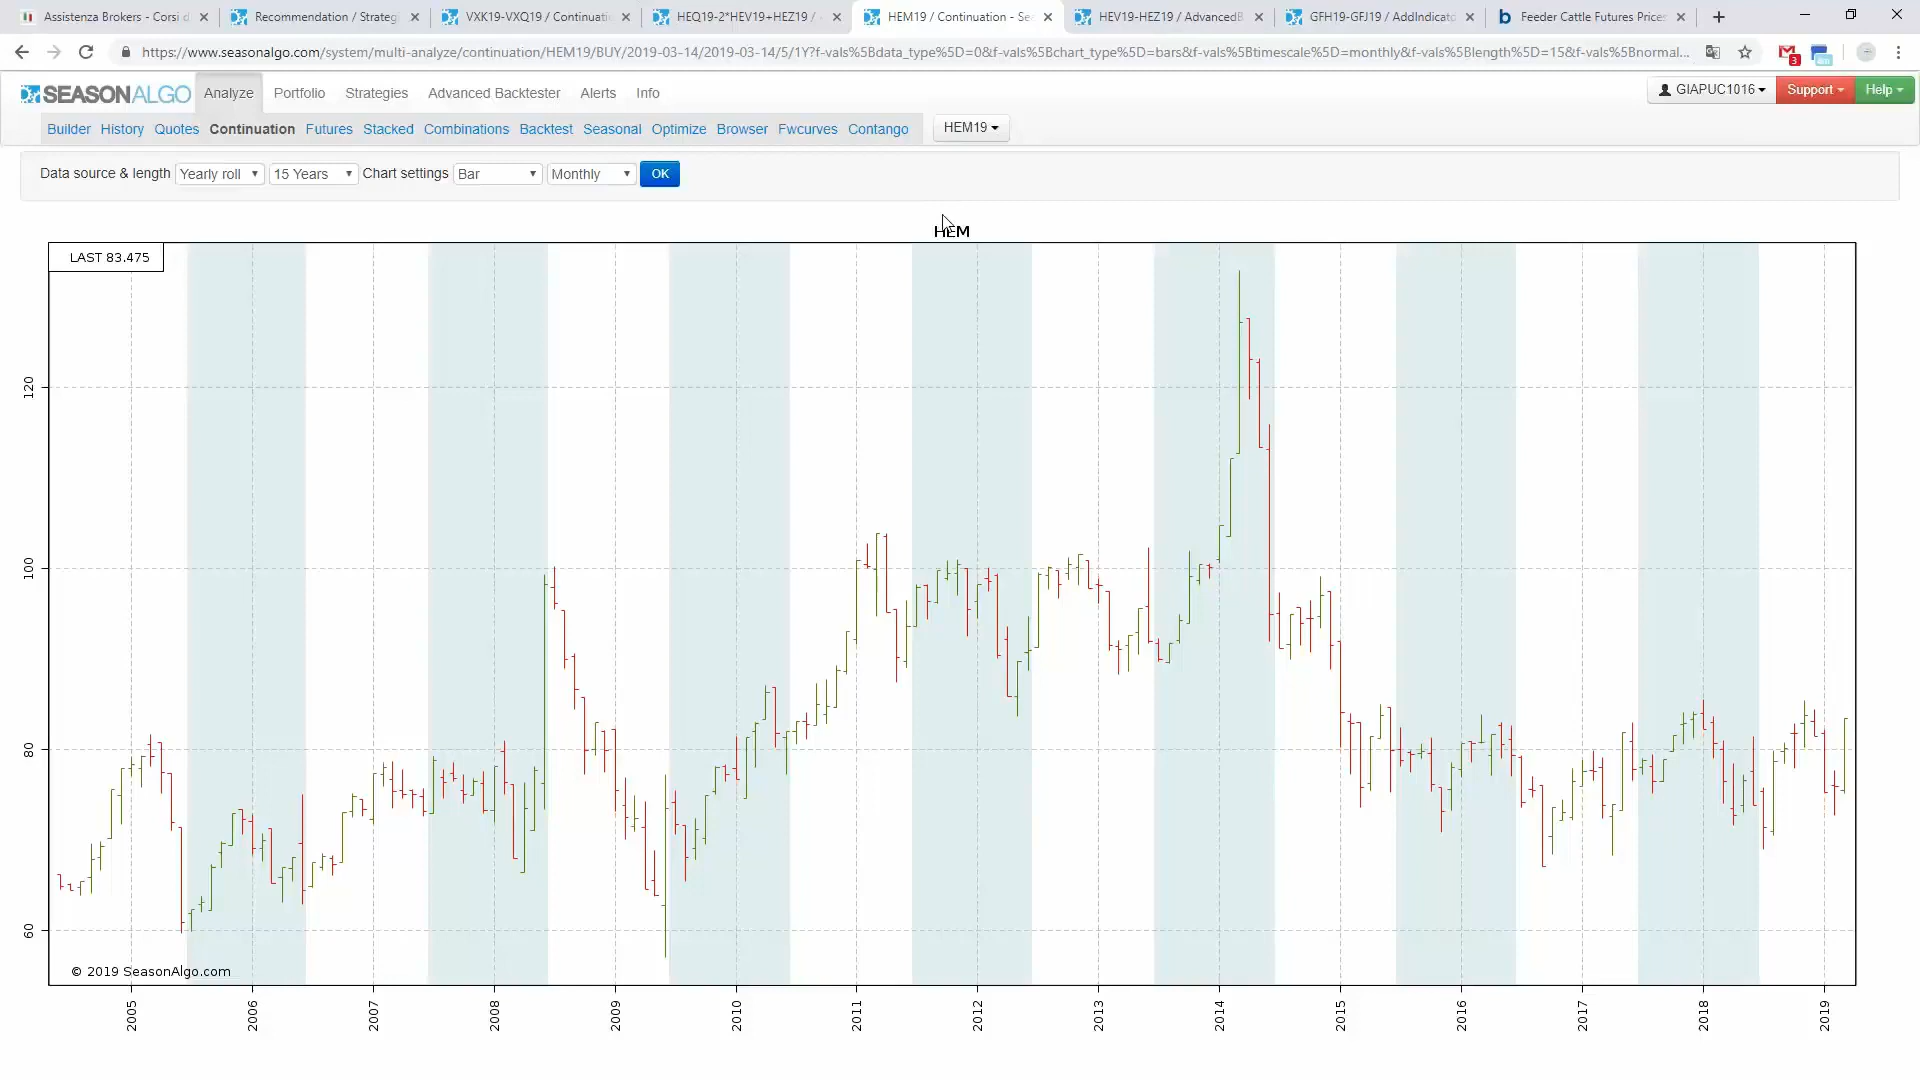 Assistenza Brokers - Corsi d
Recommendation / Strateg
VXK19-VXQ19 / Continuati
HEQ19-2*HEV19+HEZ19 /
HEM19 / Continuation - Se
HEV19-HEZ19 / AdvancedB
GFH19-GFJ19 / AddIndicato
Feeder Cattle Futures Prices
https://www.seasonalgo.com/system/multi-analyze/continuation/HEM19/BUY/2019-03-14/2019-03-14/5/1Y?f-vals%5Bdata_type%5D=0&f-vals%5Bchart_type%5D=bars&f-vals%5Btimescale%5D=monthly&f-vals%5Blength%5D=15&f-vals%5Bnormal...
3
SEASONALGO Analyze Portfolio Strategies Advanced Backtester Alerts Info GIAPUC1016 Support Help
Builder History Quotes Continuation Futures Stacked Combinations Backtest Seasonal Optimize Browser Fwcurves Contango HEM19
Data source & length Yearly roll 15 Years Chart settings Bar Monthly OK
HEM
LAST 83.475
120
100
80
60
© 2019 SeasonAlgo.com
2005 2006 2007 2008 2009 2010 2011 2012 2013 2014 2015 2016 2017 2018 2019